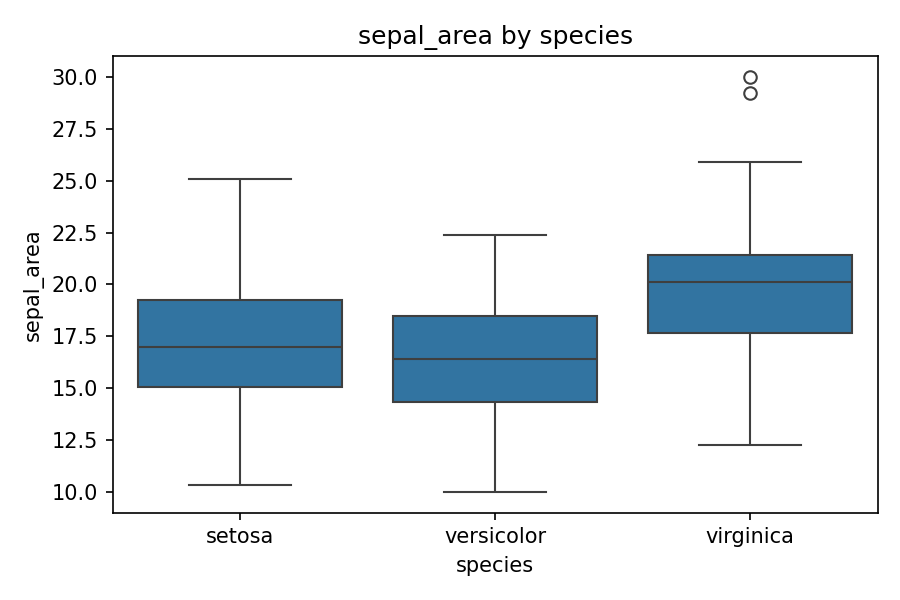 sepal_area by species
sepal_area
30.0
27.5
25.0
22.5
20.0
17.5
15.0
12.5
10.0
setosa versicolor virginica
species